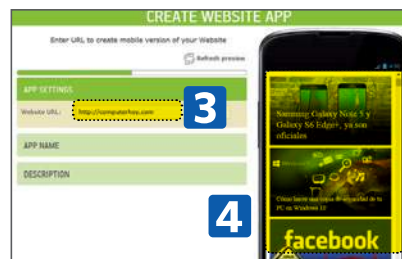 CREATE WEBSITE APP
Enter URL to create mobile version of your Website
Refresh preview
APP SETTINGS
Website URL:
http://computerhoy.com
3
APP NAME
DESCRIPTION
4
Samsung Galaxy Note 5 y
Galaxy S6 Edge+, ya son
oficiales
Cómo hacer una copia de seguridad de tu
PC en Windows 10
facebook